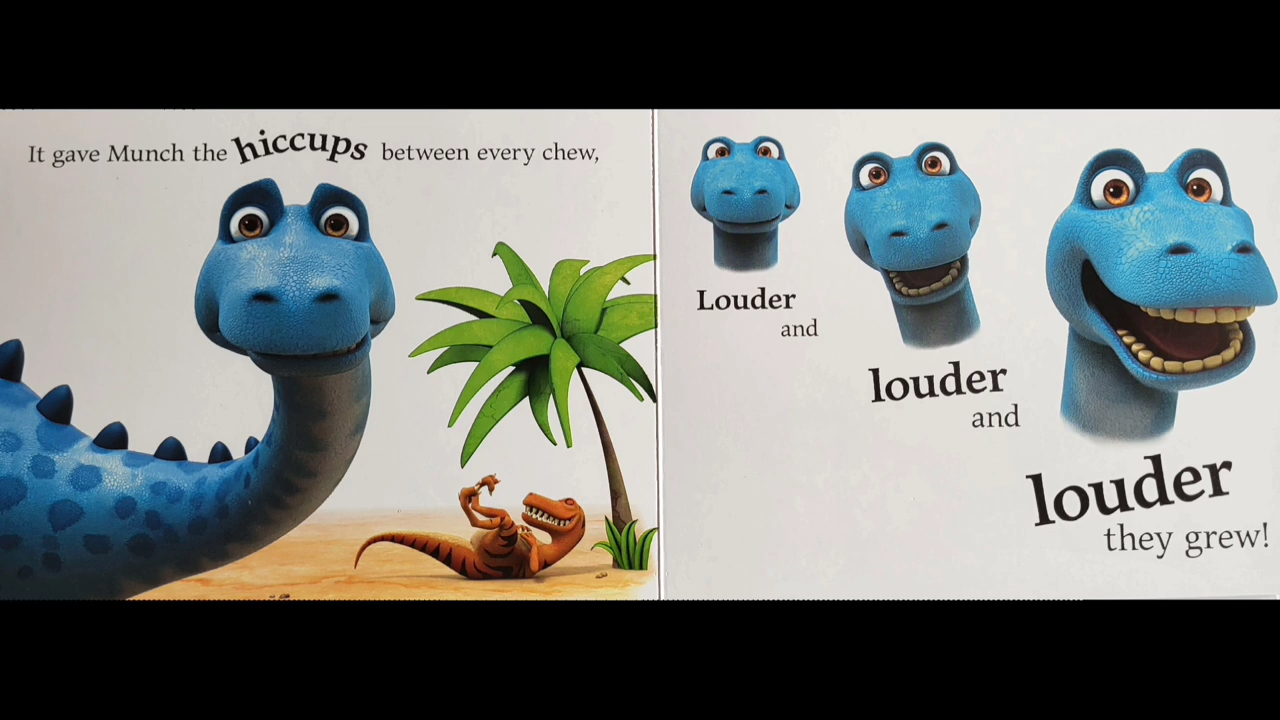 It gave Munch the hiccups between every chew,
Louder
and
louder
and
louder
they grew!